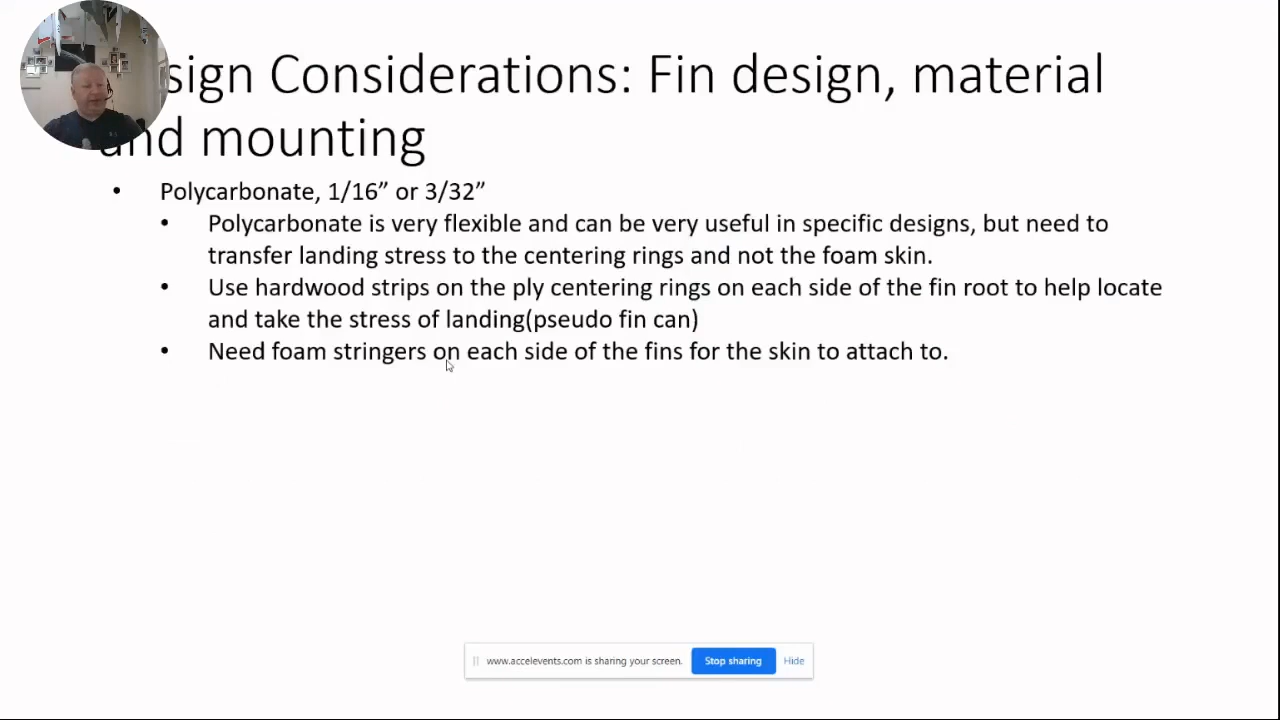 sign Considerations: Fin design, material
and mounting
• Polycarbonate, 1/16” or 3/32”
• Polycarbonate is very flexible and can be very useful in specific designs, but need to
transfer landing stress to the centering rings and not the foam skin.
• Use hardwood strips on the ply centering rings on each side of the fin root to help locate
and take the stress of landing(pseudo fin can)
• Need foam stringers on each side of the fins for the skin to attach to.
www.accelevents.com is sharing your screen. Stop sharing Hide